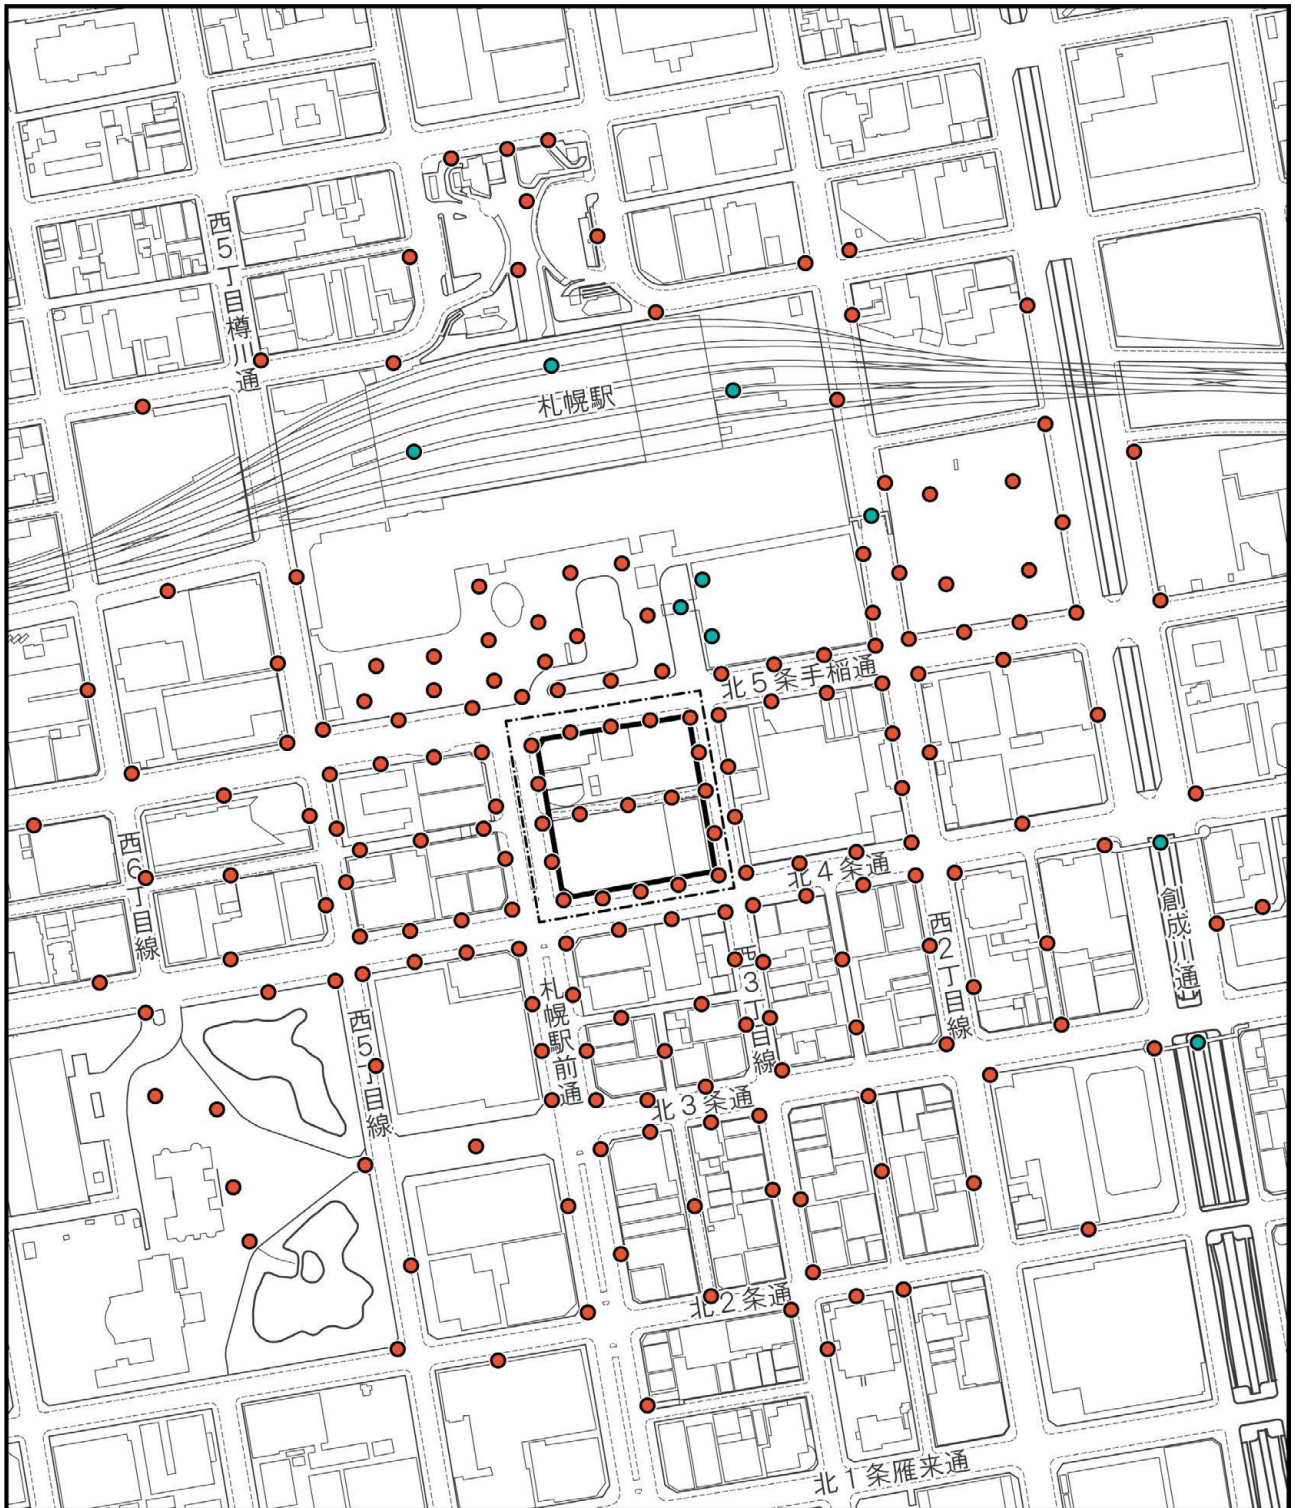 西5丁目樽川通
札幌駅
北5条手稲通
西6丁目線
北4条通
創成川通
西2丁目線
西3丁目線
札幌駅前通
西5丁目線
北3条通
北2条通
北1条雁来通